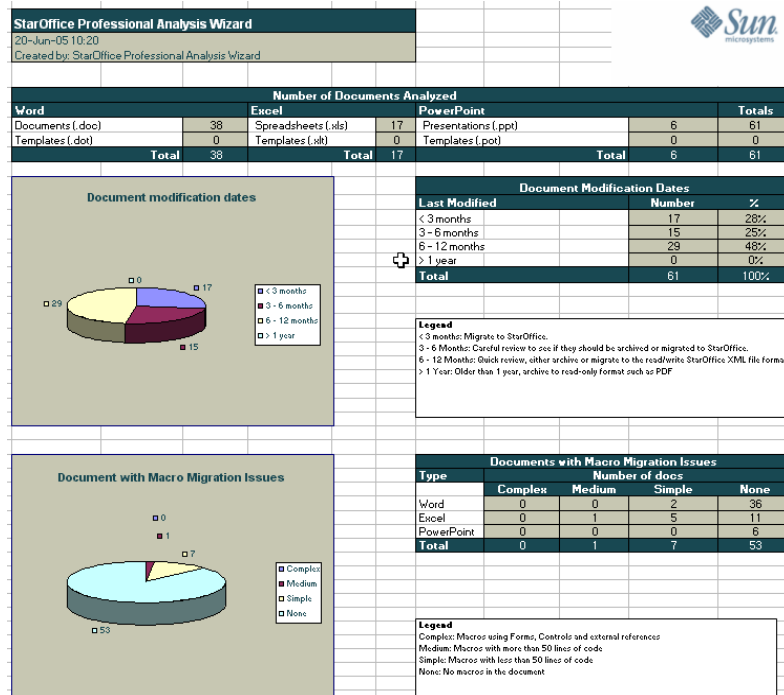 StarOffice Professional Analysis Wizard
20-Jun-05 10:20
Created by: StarOffice Professional Analysis Wizard
Sun
microsystems
Number of Documents Analyzed
Word Excel PowerPoint Totals
Documents (.doc) 38 Spreadsheets (.xls) 17 Presentations (.ppt) 6 61
Templates (.dot) 0 Templates (.xlt) 0 Templates (.pot) 0 0
Total 38 Total 17 Total 6 61
Document modification dates
0
17
29
15
< 3 months
3 - 6 months
6 - 12 months
> 1 year
Document Modification Dates
Last Modified Number %
< 3 months 17 28%
3 - 6 months 15 25%
6 - 12 months 29 48%
> 1 year 0 0%
Total 61 100%
Legend
< 3 months: Migrate to StarOffice.
3 - 6 Months: Careful review to see if they should be archived or migrated to StarOffice.
6 - 12 Months: Quick review, either archive or migrate to the read/write StarOffice XML file forma
> 1 Year: Older than 1 year, archive to read-only format such as PDF
Document with Macro Migration Issues
0
1
7
53
Complex
Medium
Simple
None
Documents with Macro Migration Issues
Type Number of docs
Complex Medium Simple None
Word 0 0 2 36
Excel 0 1 5 11
PowerPoint 0 0 0 6
Total 0 1 7 53
Legend
Complex: Macros using Forms, Controls and external references
Medium: Macros with more than 50 lines of code
Simple: Macros with less than 50 lines of code
None: No macros in the document